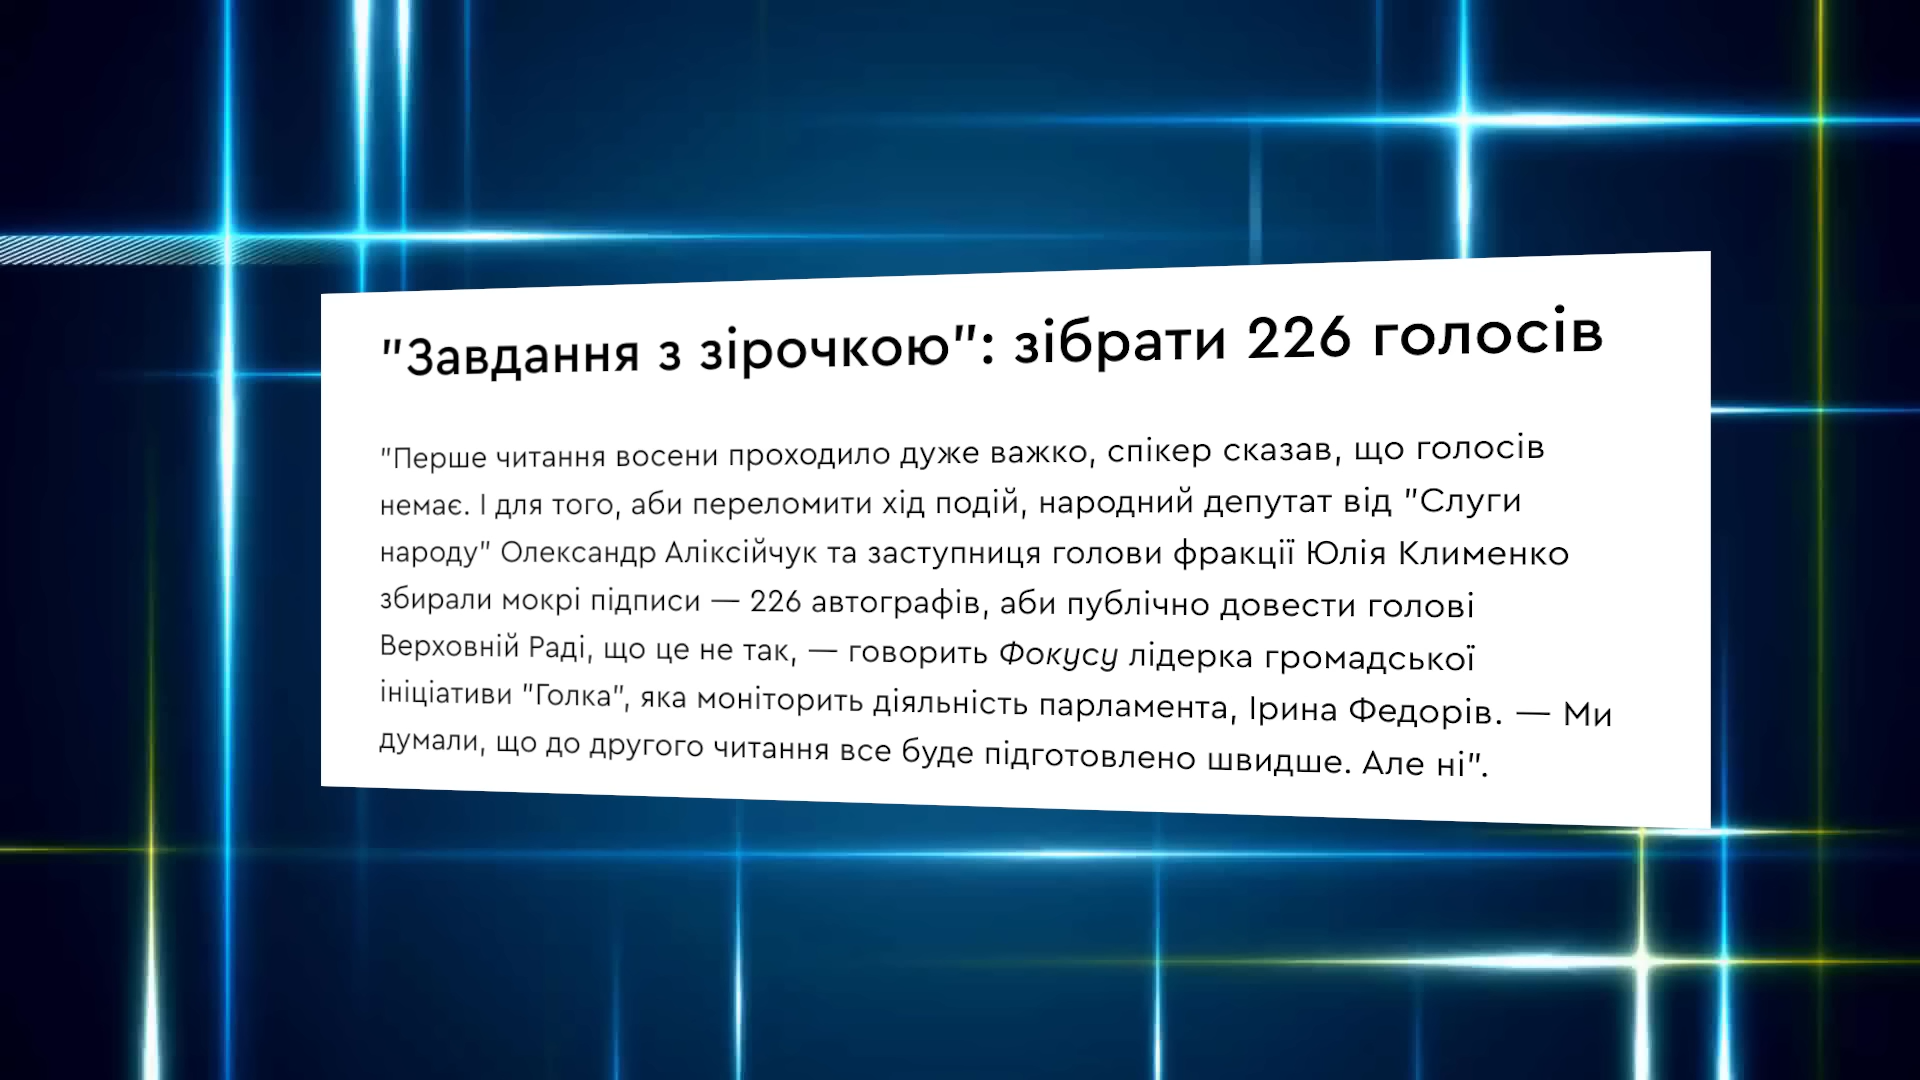 "Завдання з зірочкою": зібрати 226 голосів
"Перше читання восени проходило дуже важко, спікер сказав, що голосів
немає. І для того, аби переломити хід подій, народний депутат від "Слуги
народу" Олександр Аліксійчук та заступниця голови фракції Юлія Клименко
збирали мокрі підписи — 226 автографів, аби публічно довести голові
Верховній Раді, що це не так, — говорить Фокусу лідерка громадської
ініціативи "Голка", яка моніторить діяльність парламента, Ірина Федорів. — Ми
думали, що до другого читання все буде підготовлено швидше. Але ні".